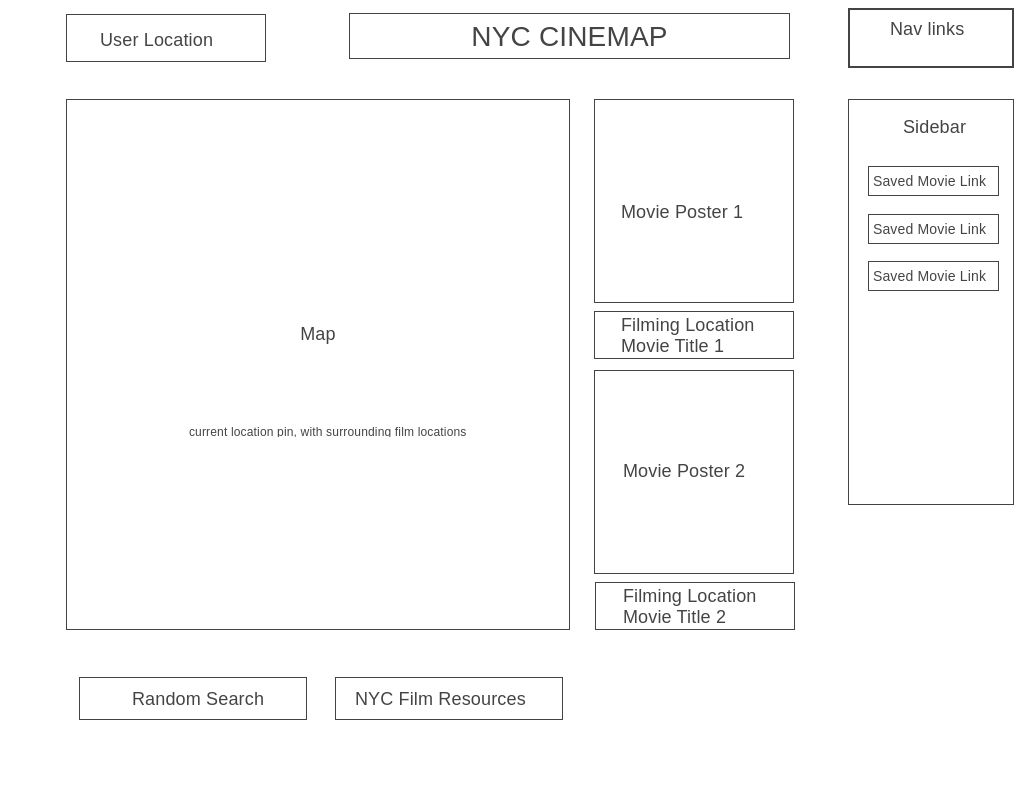 User Location
NYC CINEMAP
Nav links
Map
current location pin, with surrounding film locations
Movie Poster 1
Filming Location
Movie Title 1
Movie Poster 2
Filming Location
Movie Title 2
Sidebar
Saved Movie Link
Saved Movie Link
Saved Movie Link
Random Search
NYC Film Resources